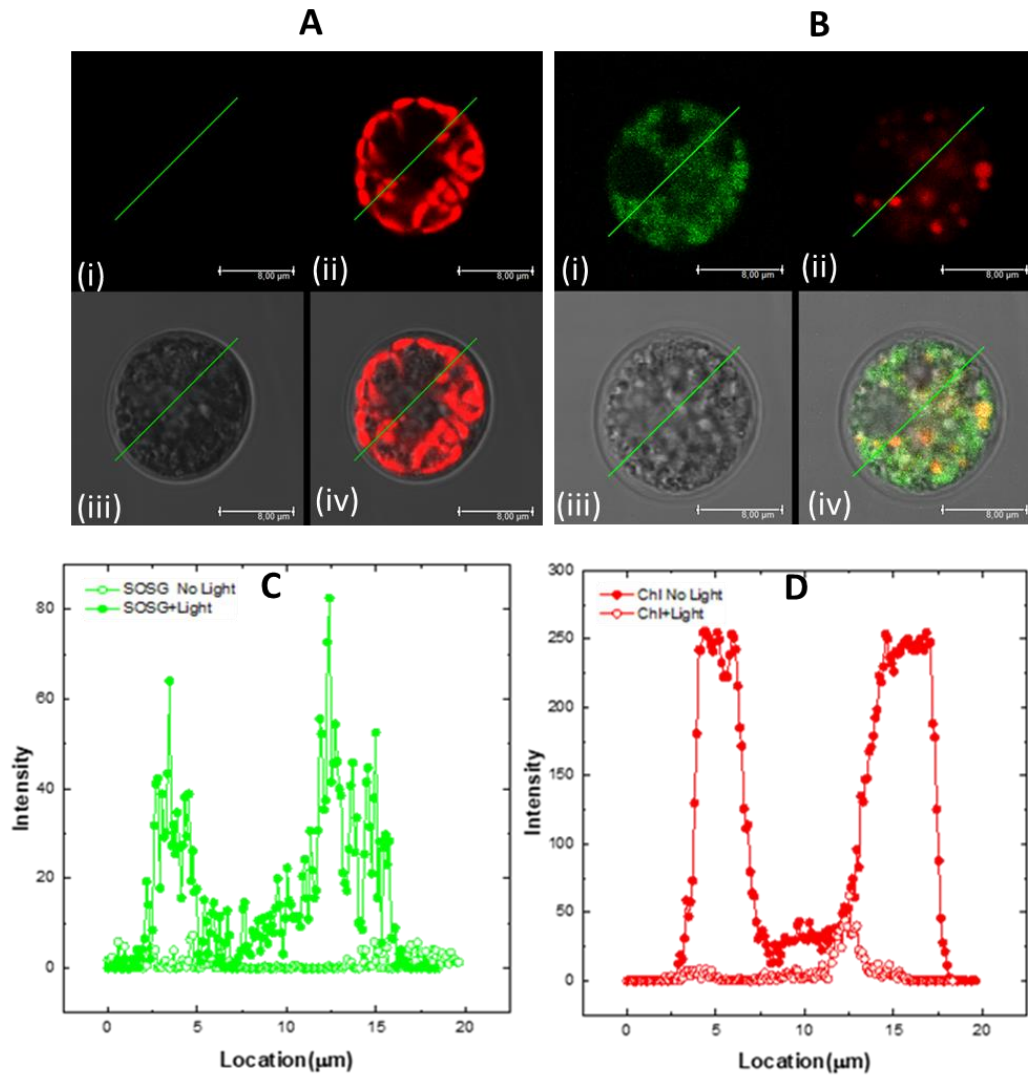 A
B
(i)
8,00 µm
(ii)
8,00 µm
(i)
8,00 µm
(ii)
8,00 µm
(iii)
8,00 µm
(iv)
8,00 µm
(iii)
8,00 µm
(iv)
8,00 µm
C
SOSG No Light
SOSG+Light
80
60
40
20
0
0 5 10 15 20
Intensity
Location(µm)
D
Chl No Light
Chl+Light
300
250
200
150
100
50
0
0 5 10 15 20
Intensity
Location(µm)